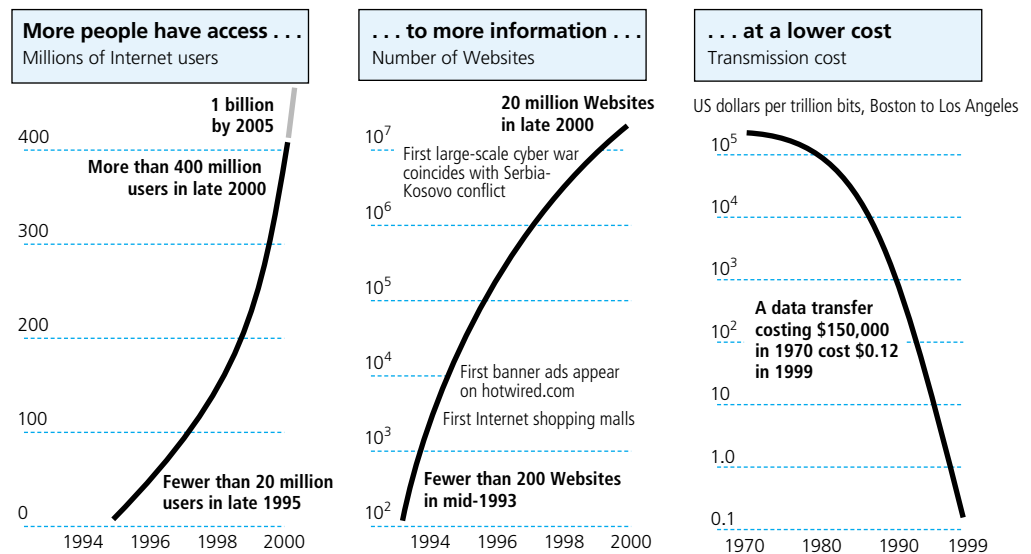 More people have access . . .
Millions of Internet users
1 billion
by 2005
400
More than 400 million
users in late 2000
300
200
100
Fewer than 20 million
users in late 1995
0
1994 1996 1998 2000
. . . to more information . . .
Number of Websites
20 million Websites
in late 2000
10⁷
First large-scale cyber war
coincides with Serbia-
Kosovo conflict
10⁶
10⁵
10⁴
First banner ads appear
on hotwired.com
First Internet shopping malls
10³
Fewer than 200 Websites
in mid-1993
10²
1994 1996 1998 2000
. . . at a lower cost
Transmission cost
US dollars per trillion bits, Boston to Los Angeles
10⁵
10⁴
10³
A data transfer
costing $150,000
10²
in 1970 cost $0.12
in 1999
10
1.0
0.1
1970 1980 1990 1999